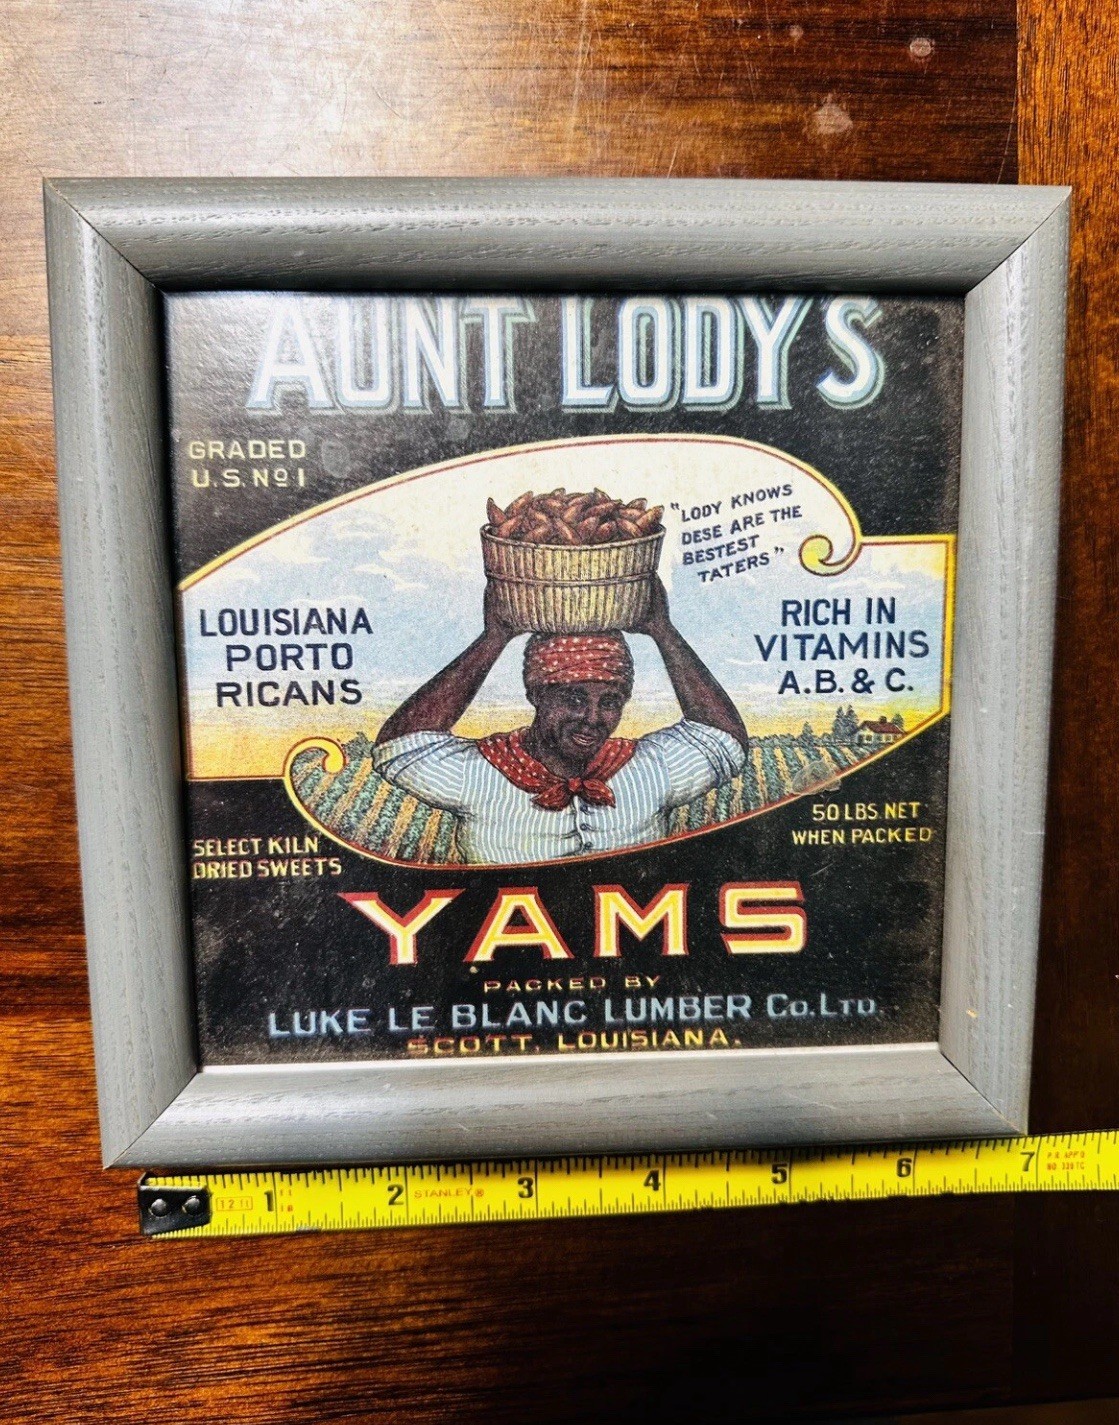 AUNT LODY'S
GRADED
U.S. Nº 1
"LODY KNOWS
DESE ARE THE
BESTEST
TATERS"
LOUISIANA
PORTO
RICANS
RICH IN
VITAMINS
A.B. & C.
SELECT KILN
DRIED SWEETS
50 LBS. NET
WHEN PACKED
YAMS
PACKED BY
LUKE LE BLANC LUMBER Co. LTD.
SCOTT, LOUISIANA.
1 2 STANLEY® 3 4 5 6 7